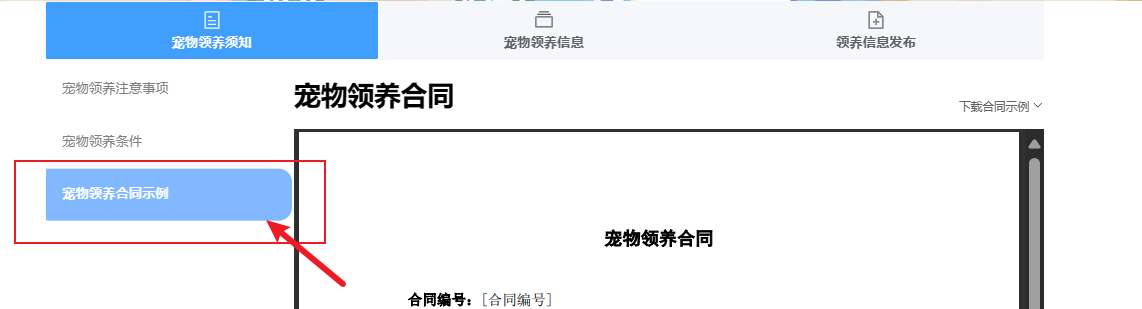 宠物领养须知
宠物领养信息
领养信息发布
宠物领养注意事项
宠物领养条件
宠物领养合同示例
宠物领养合同
下载合同示例
宠物领养合同
合同编号：[合同编号]